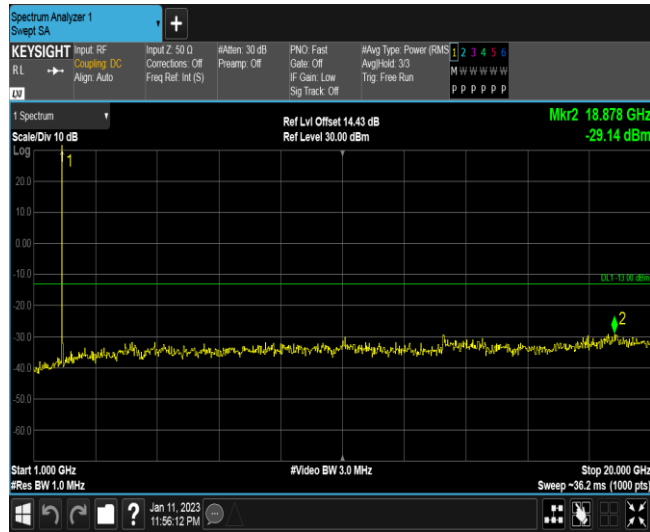 Spectrum Analyzer 1
Swept SA
+
KEYSIGHT Input: RF Input Z: 50 Ω #Atten: 30 dB PNO: Fast #Avg Type: Power (RMS 1 2 3 4 5 6
RL Coupling: DC Corrections: Off Preamp: Off Gate: Off Avg|Hold: 3/3 M W W W W W
Align: Auto Freq Ref: Int (S) IF Gain: Low Trig: Free Run
LXI Sig Track: Off P P P P P P
1 Spectrum Ref Lvl Offset 14.43 dB Mkr2 18.878 GHz
Scale/Div 10 dB Ref Level 30.00 dBm -29.14 dBm
Log
1
20.0
10.0
0.00
-10.0
DL1 -13.00 dBm
-20.0
2
-30.0
-40.0
-50.0
-60.0
Start 1.000 GHz #Video BW 3.0 MHz Stop 20.000 GHz
#Res BW 1.0 MHz Sweep ~36.2 ms (1000 pts)
? Jan 11, 2023
11:56:12 PM